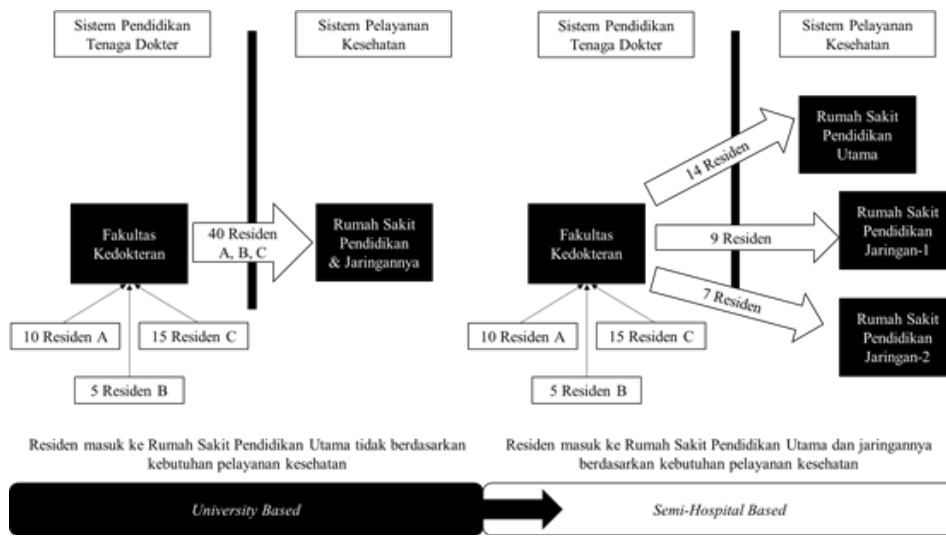 Sistem Pendidikan
Tenaga Dokter
Sistem Pelayanan
Kesehatan
Fakultas
Kedokteran
40 Residen
A, B, C
Rumah Sakit
Pendidikan
& Jaringannya
10 Residen A
15 Residen C
5 Residen B
Residen masuk ke Rumah Sakit Pendidikan Utama tidak berdasarkan
kebutuhan pelayanan kesehatan
University Based
Sistem Pendidikan
Tenaga Dokter
Sistem Pelayanan
Kesehatan
Rumah Sakit
Pendidikan
Utama
14 Residen
Fakultas
Kedokteran
9 Residen
Rumah Sakit
Pendidikan
Jaringan-1
7 Residen
Rumah Sakit
Pendidikan
Jaringan-2
10 Residen A
15 Residen C
5 Residen B
Residen masuk ke Rumah Sakit Pendidikan Utama dan jaringannya
berdasarkan kebutuhan pelayanan kesehatan
Semi-Hospital Based